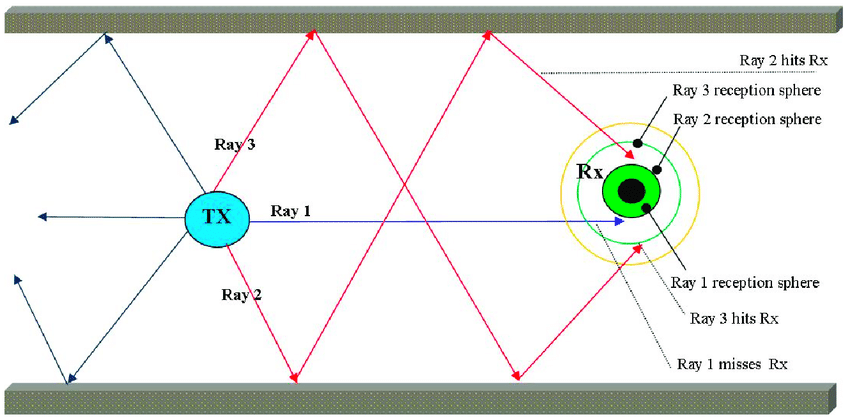 Ray 2 hits Rx
Ray 3 reception sphere
Ray 2 reception sphere
Ray 3
Rx
TX
Ray 1
Ray 2
Ray 1 reception sphere
Ray 3 hits Rx
Ray 1 misses Rx